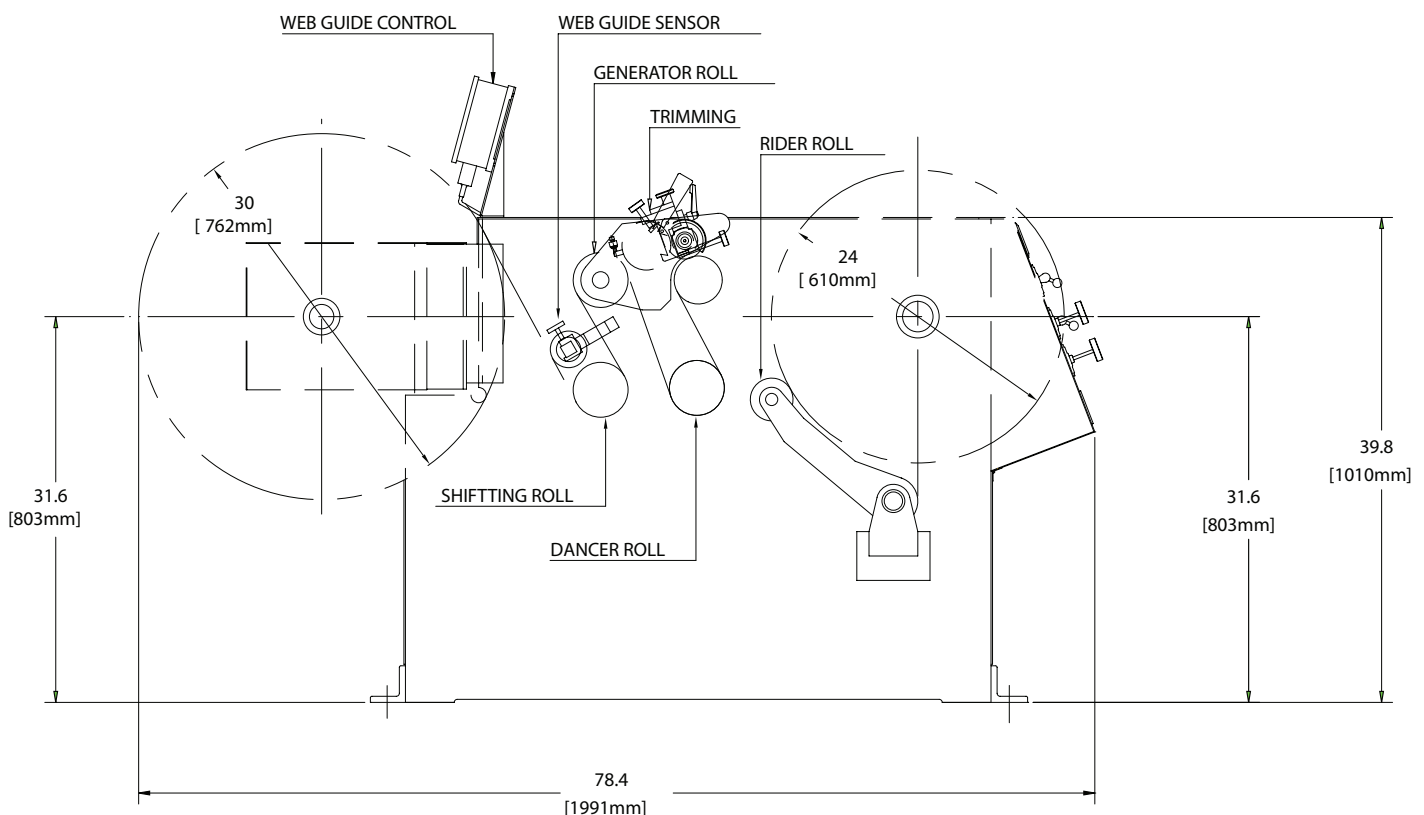 WEB GUIDE CONTROL
WEB GUIDE SENSOR
GENERATOR ROLL
TRIMMING
RIDER ROLL
30
[ 762mm]
24
[ 610mm]
39.8
[1010mm]
31.6
[803mm]
SHIFTTING ROLL
31.6
[803mm]
DANCER ROLL
78.4
[1991mm]